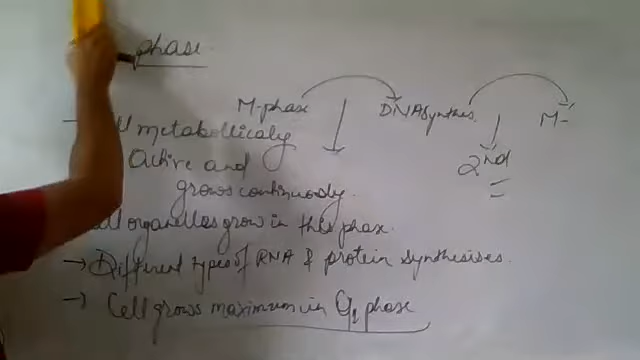 phase
M-phase DNA Synthesis M-
metabollicaly
Active and 2nd
grows continuously.
organelles grow in this phase.
→ Different types of RNA & protein synthesises.
→ Cell grows maximum in G1 phase